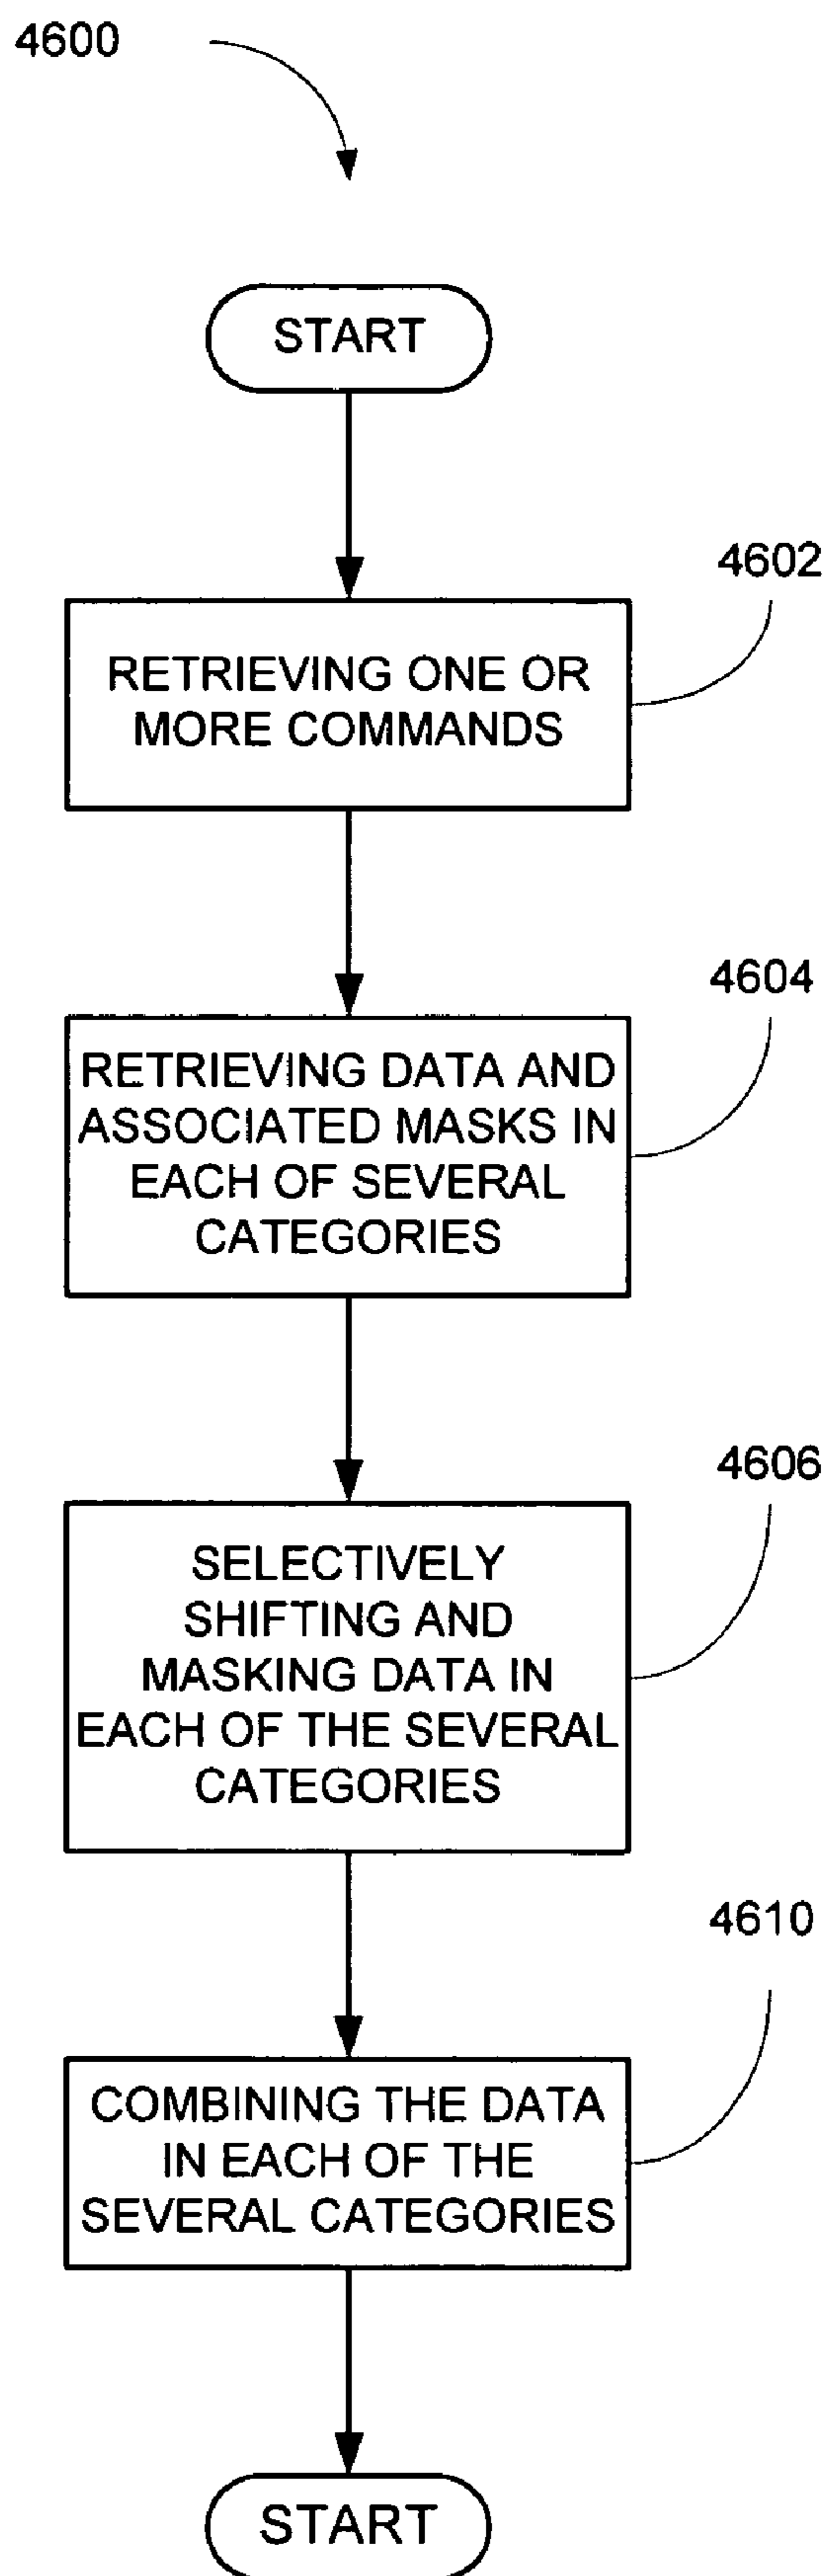 4600
START
4602
RETRIEVING ONE OR
MORE COMMANDS
4604
RETRIEVING DATA AND
ASSOCIATED MASKS IN
EACH OF SEVERAL
CATEGORIES
4606
SELECTIVELY
SHIFTING AND
MASKING DATA IN
EACH OF THE SEVERAL
CATEGORIES
4610
COMBINING THE DATA
IN EACH OF THE
SEVERAL CATEGORIES
START